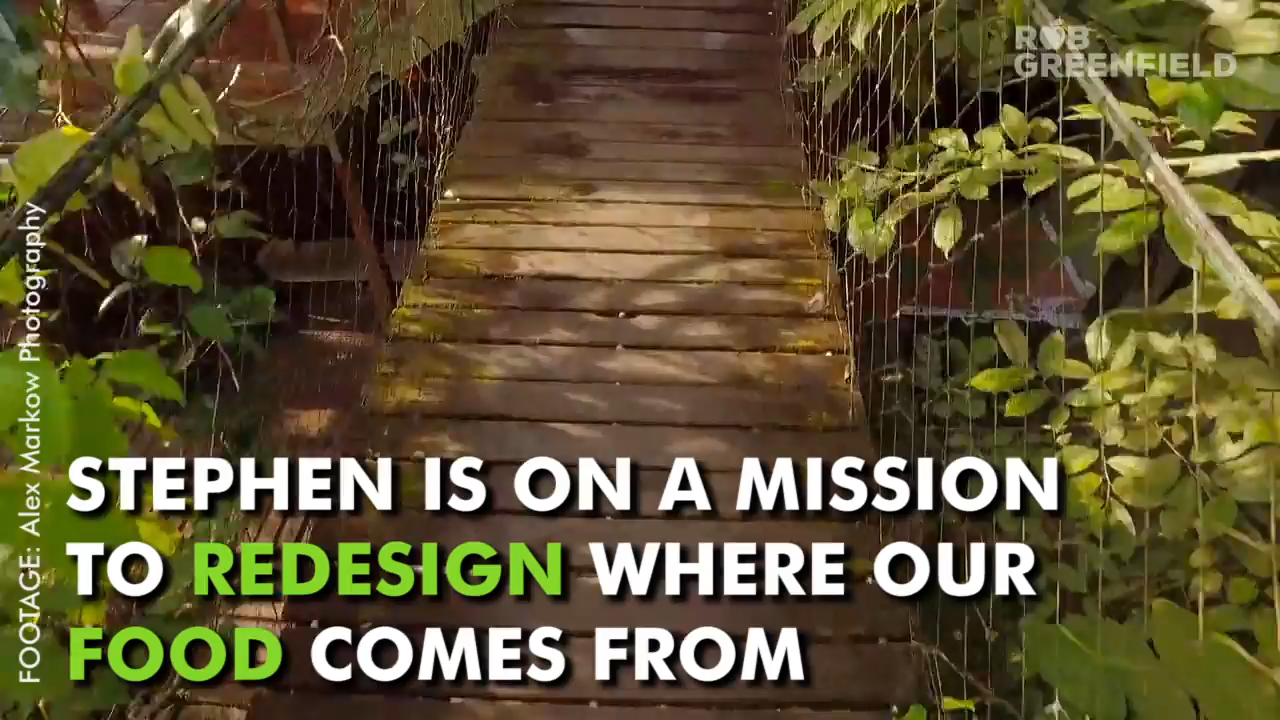 ROB
GREENFIELD
FOOTAGE: Alex Markow Photography
STEPHEN IS ON A MISSION
TO REDESIGN WHERE OUR
FOOD COMES FROM